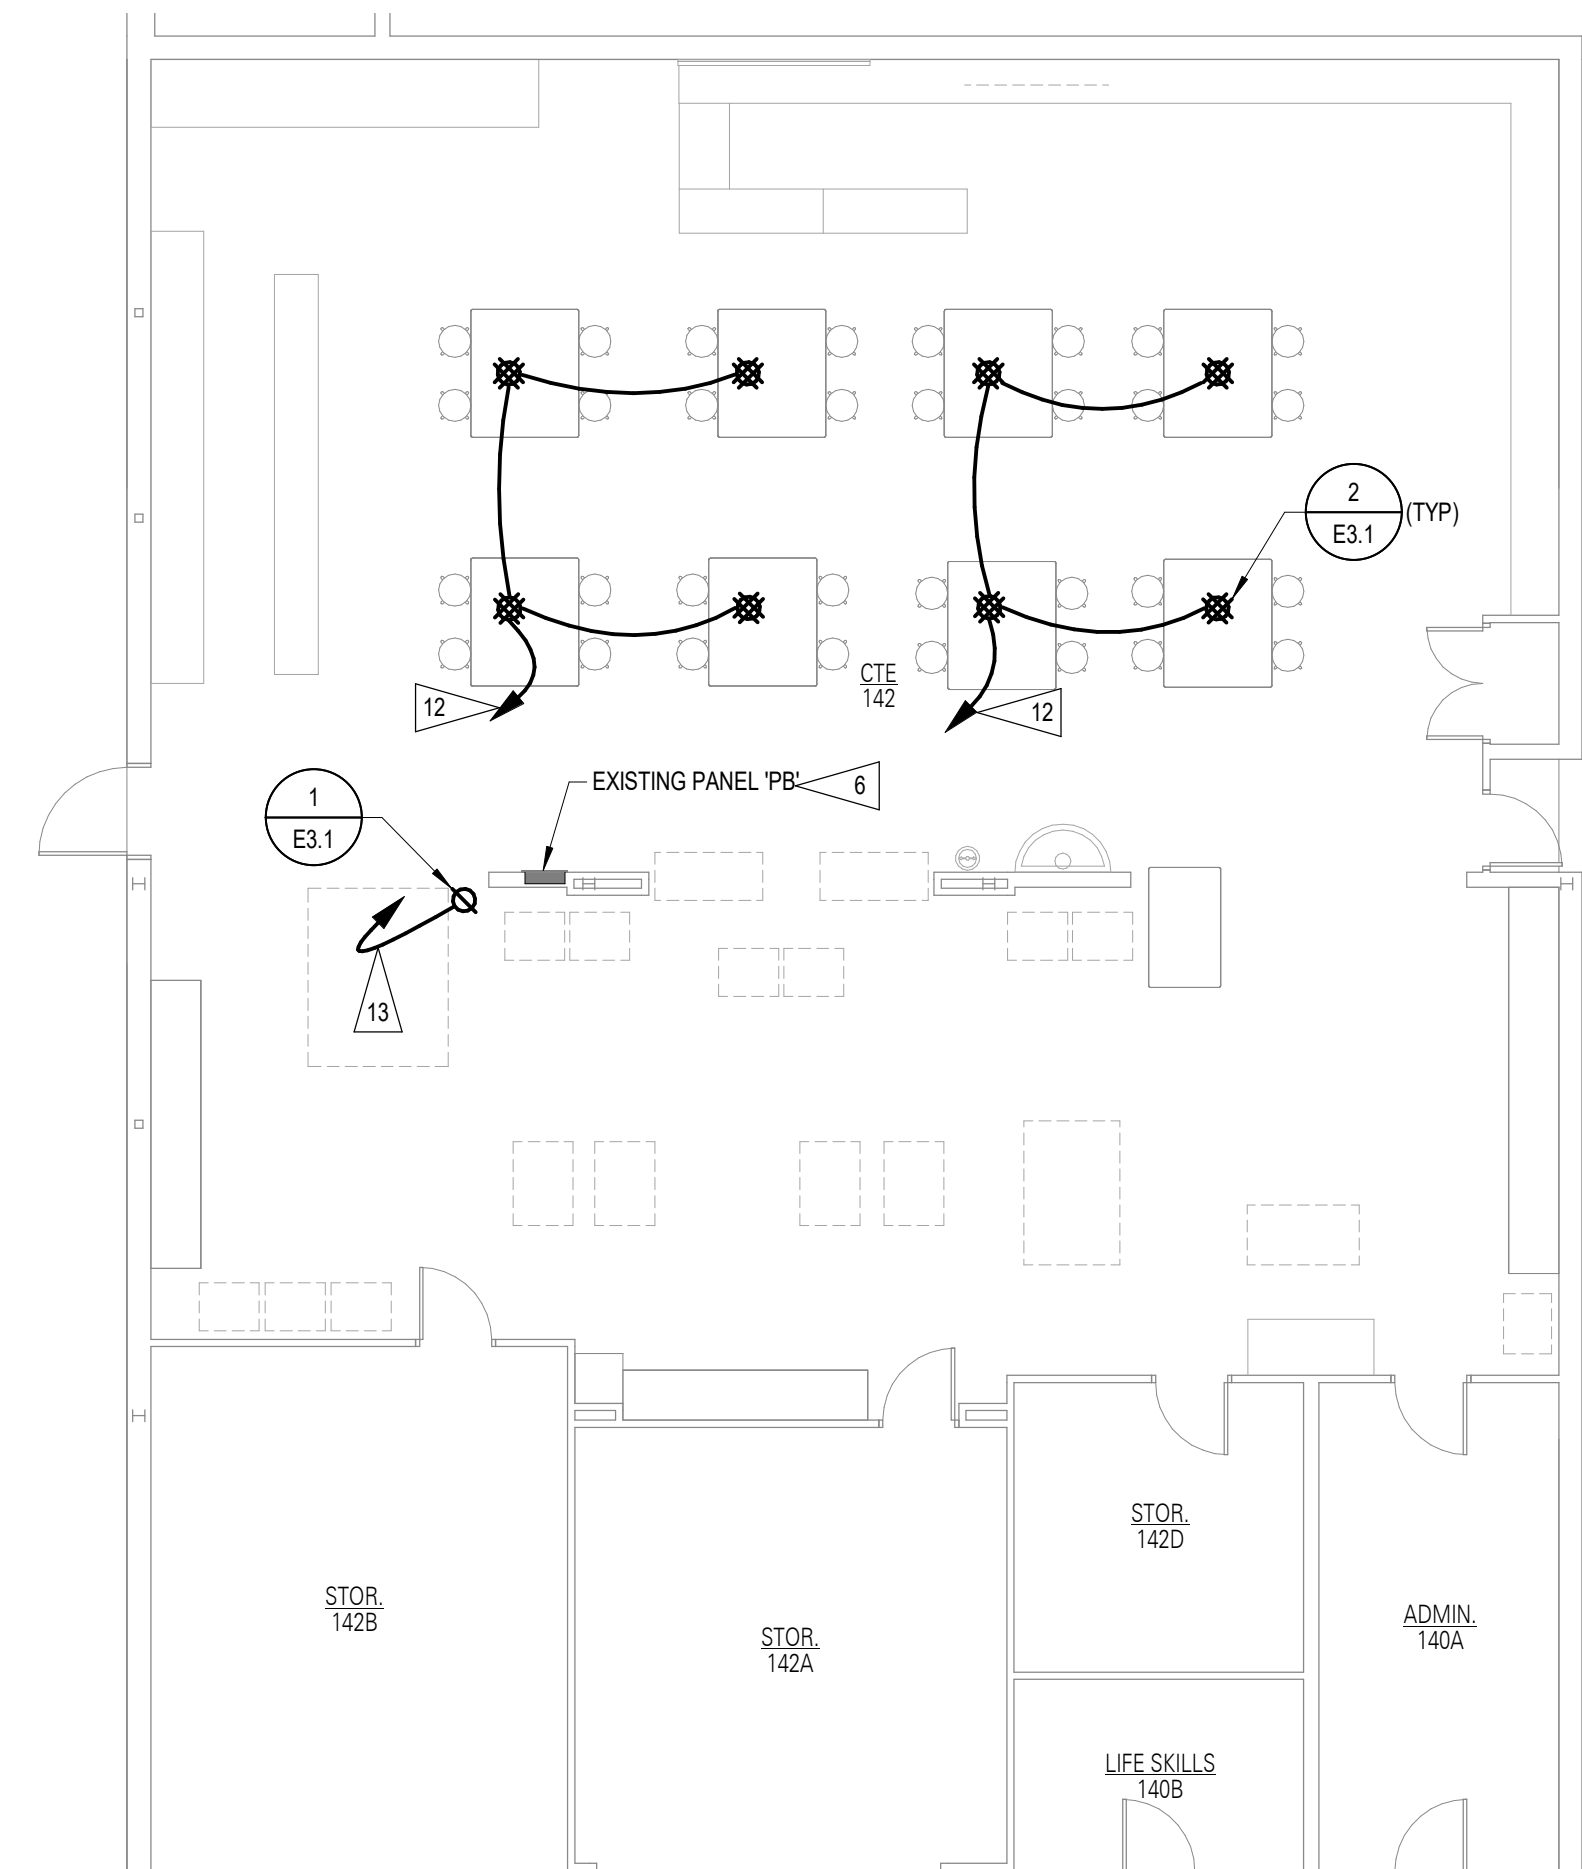 2
E3.1
(TYP)
CTE
142
12
12
EXISTING PANEL 'PB'
6
1
E3.1
13
STOR.
142D
STOR.
142B
ADMIN.
140A
STOR.
142A
LIFE SKILLS
140B